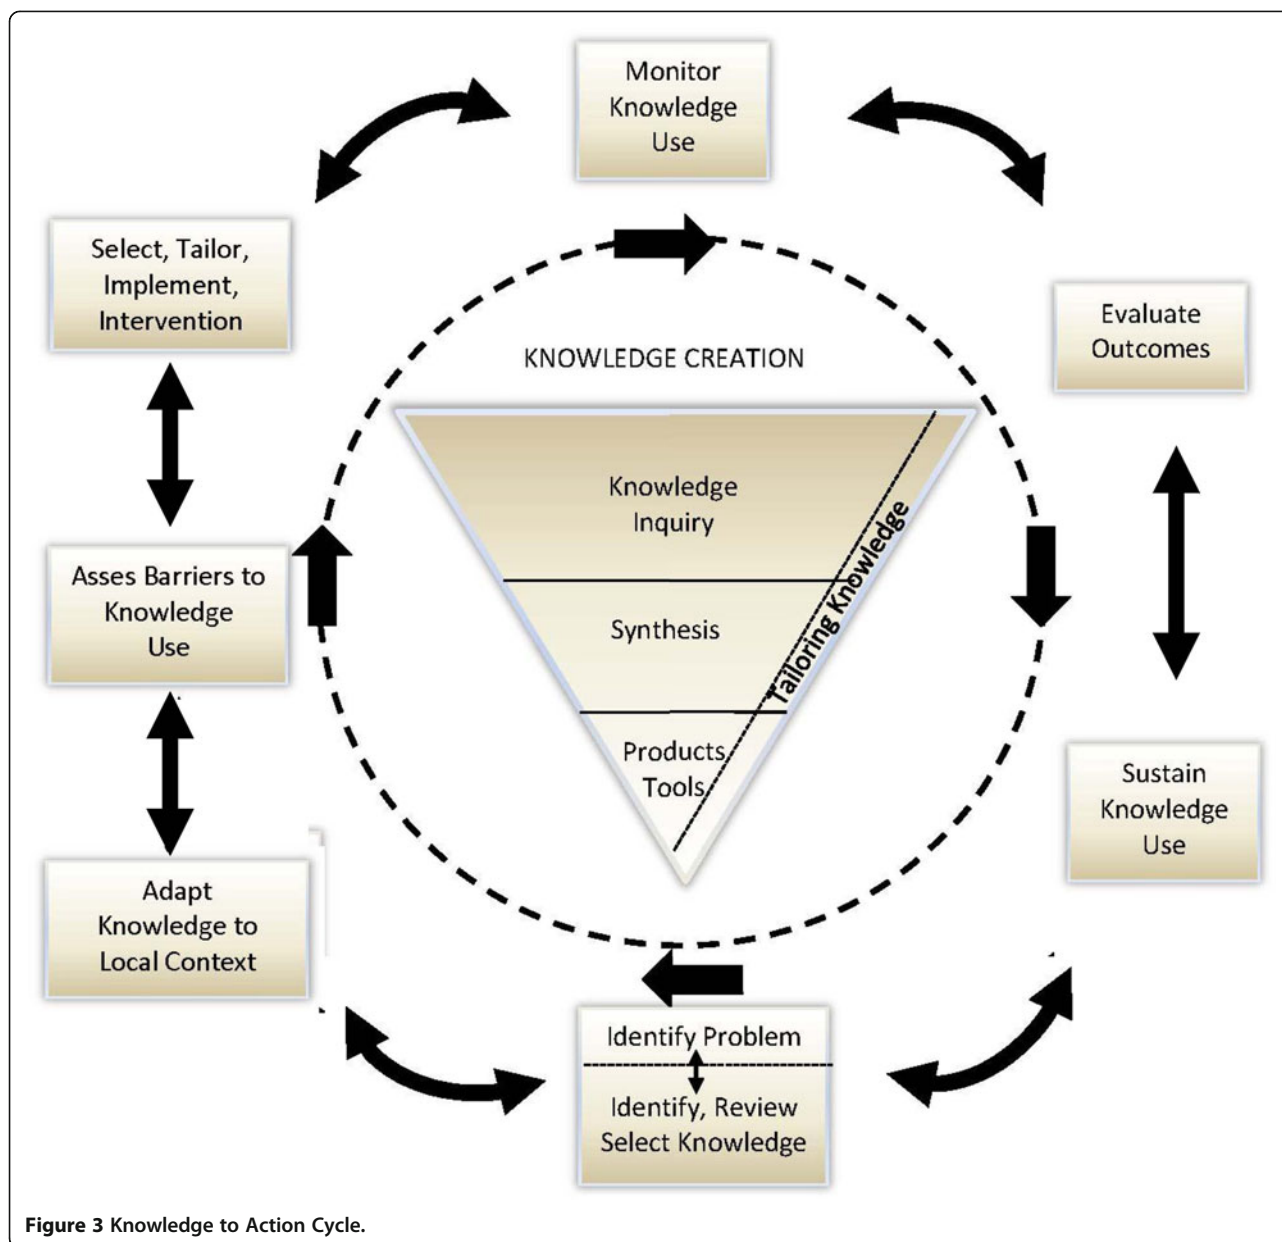 Monitor
Knowledge
Use
Select, Tailor,
Implement,
Intervention
Evaluate
Outcomes
KNOWLEDGE CREATION
Knowledge
Inquiry
Tailoring Knowledge
Asses Barriers to
Knowledge
Use
Synthesis
Products
Tools
Sustain
Knowledge
Use
Adapt
Knowledge to
Local Context
Identify Problem
Identify, Review
Select Knowledge
Figure 3 Knowledge to Action Cycle.